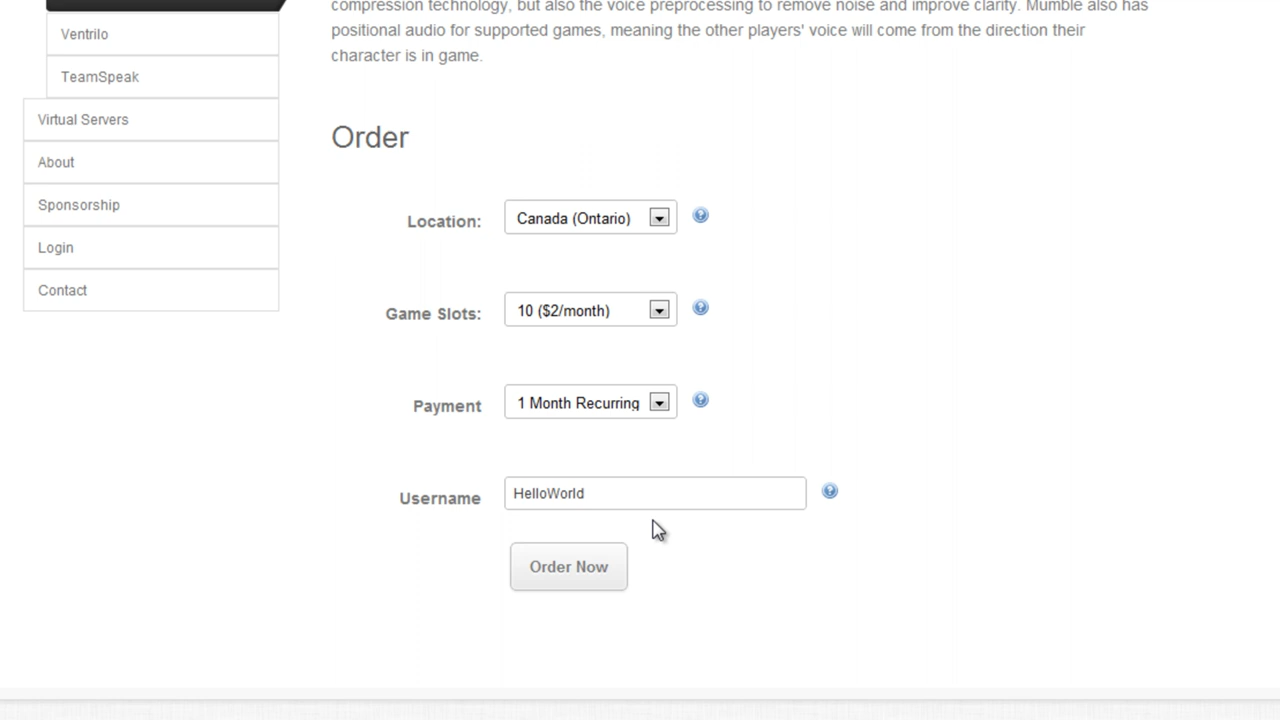 compression technology, but also the voice preprocessing to remove noise and improve clarity. Mumble also has
positional audio for supported games, meaning the other players' voice will come from the direction their
character is in game.
Ventrilo
TeamSpeak
Virtual Servers
About
Sponsorship
Login
Contact
Order
Location: Canada (Ontario)
Game Slots: 10 ($2/month)
Payment 1 Month Recurring
Username HelloWorld
Order Now